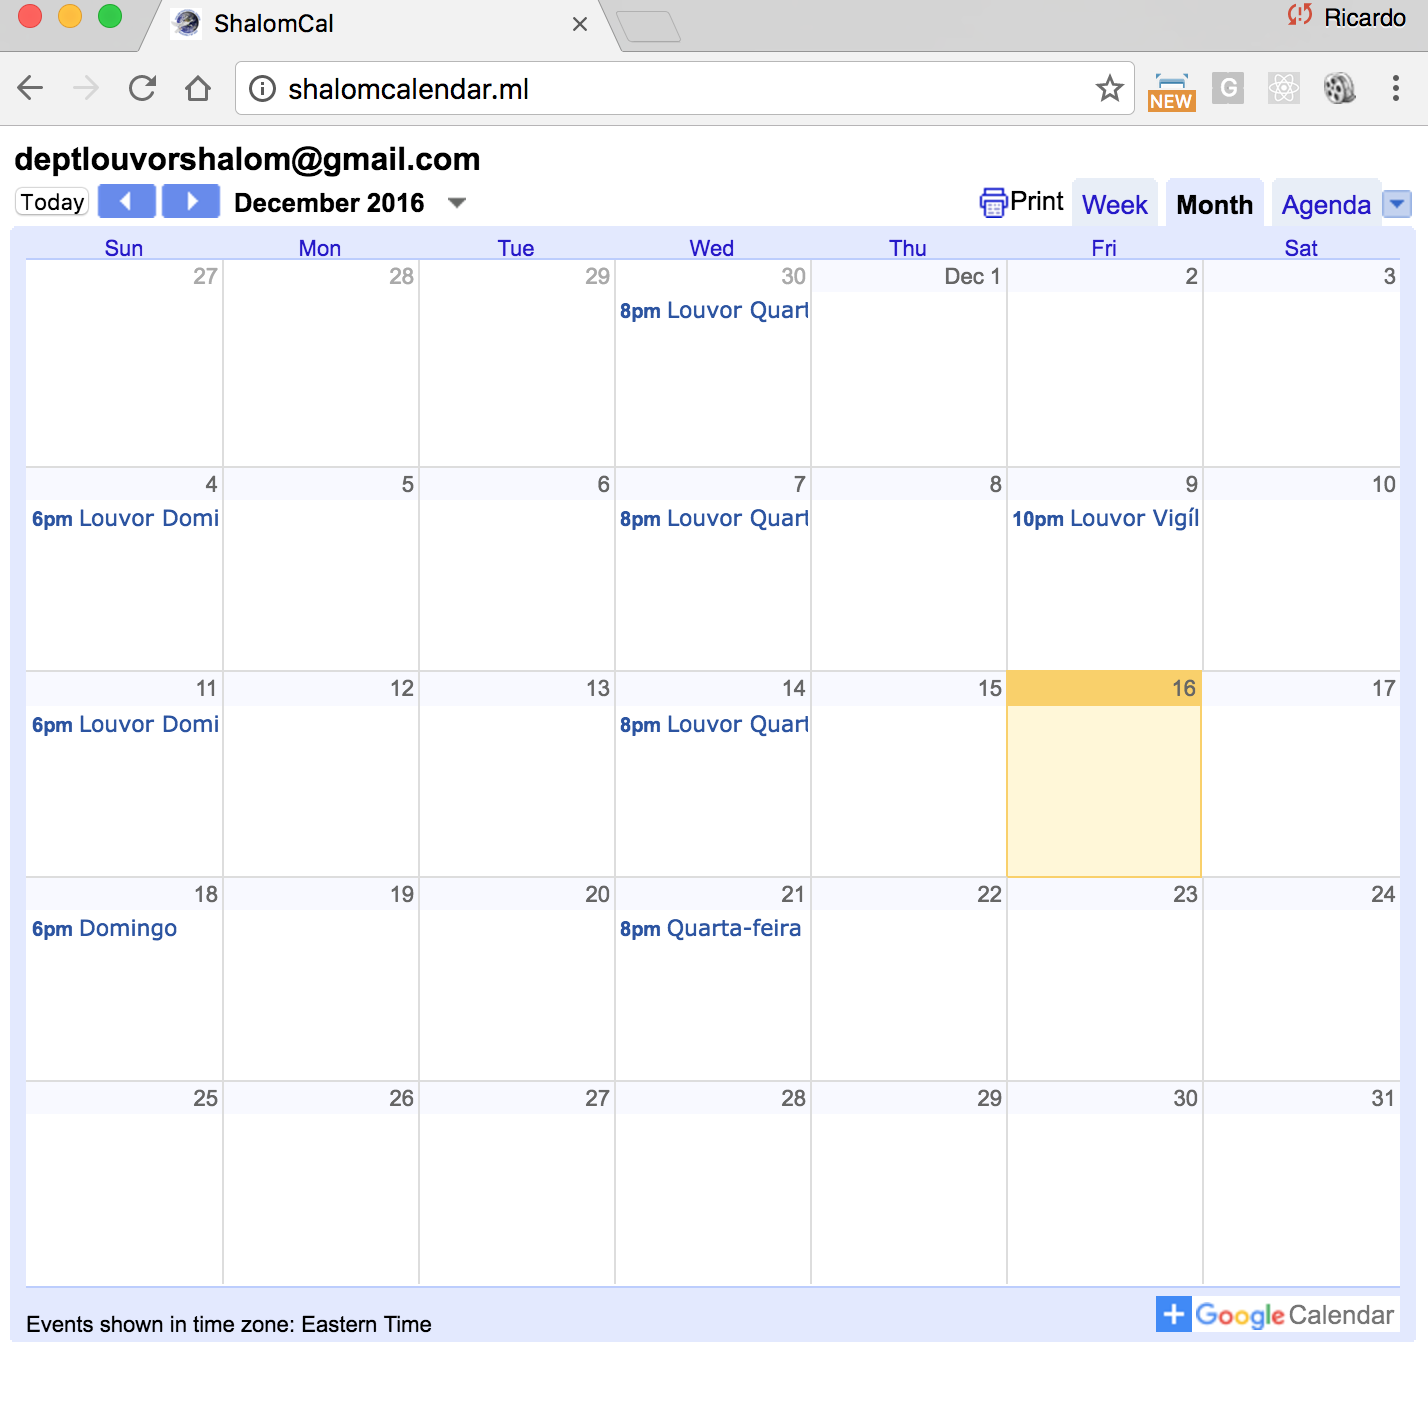 ShalomCal
Ricardo
shalomcalendar.ml
NEW
G
deptlouvorshalom@gmail.com
Today
December 2016
Print
Week
Month
Agenda
Sun Mon Tue Wed Thu Fri Sat
27 28 29 30 Dec 1 2 3
8pm Louvor Quart
4 5 6 7 8 9 10
6pm Louvor Domi 8pm Louvor Quart 10pm Louvor Vigíl
11 12 13 14 15 16 17
6pm Louvor Domi 8pm Louvor Quart
18 19 20 21 22 23 24
6pm Domingo 8pm Quarta-feira
25 26 27 28 29 30 31
Events shown in time zone: Eastern Time
Google Calendar